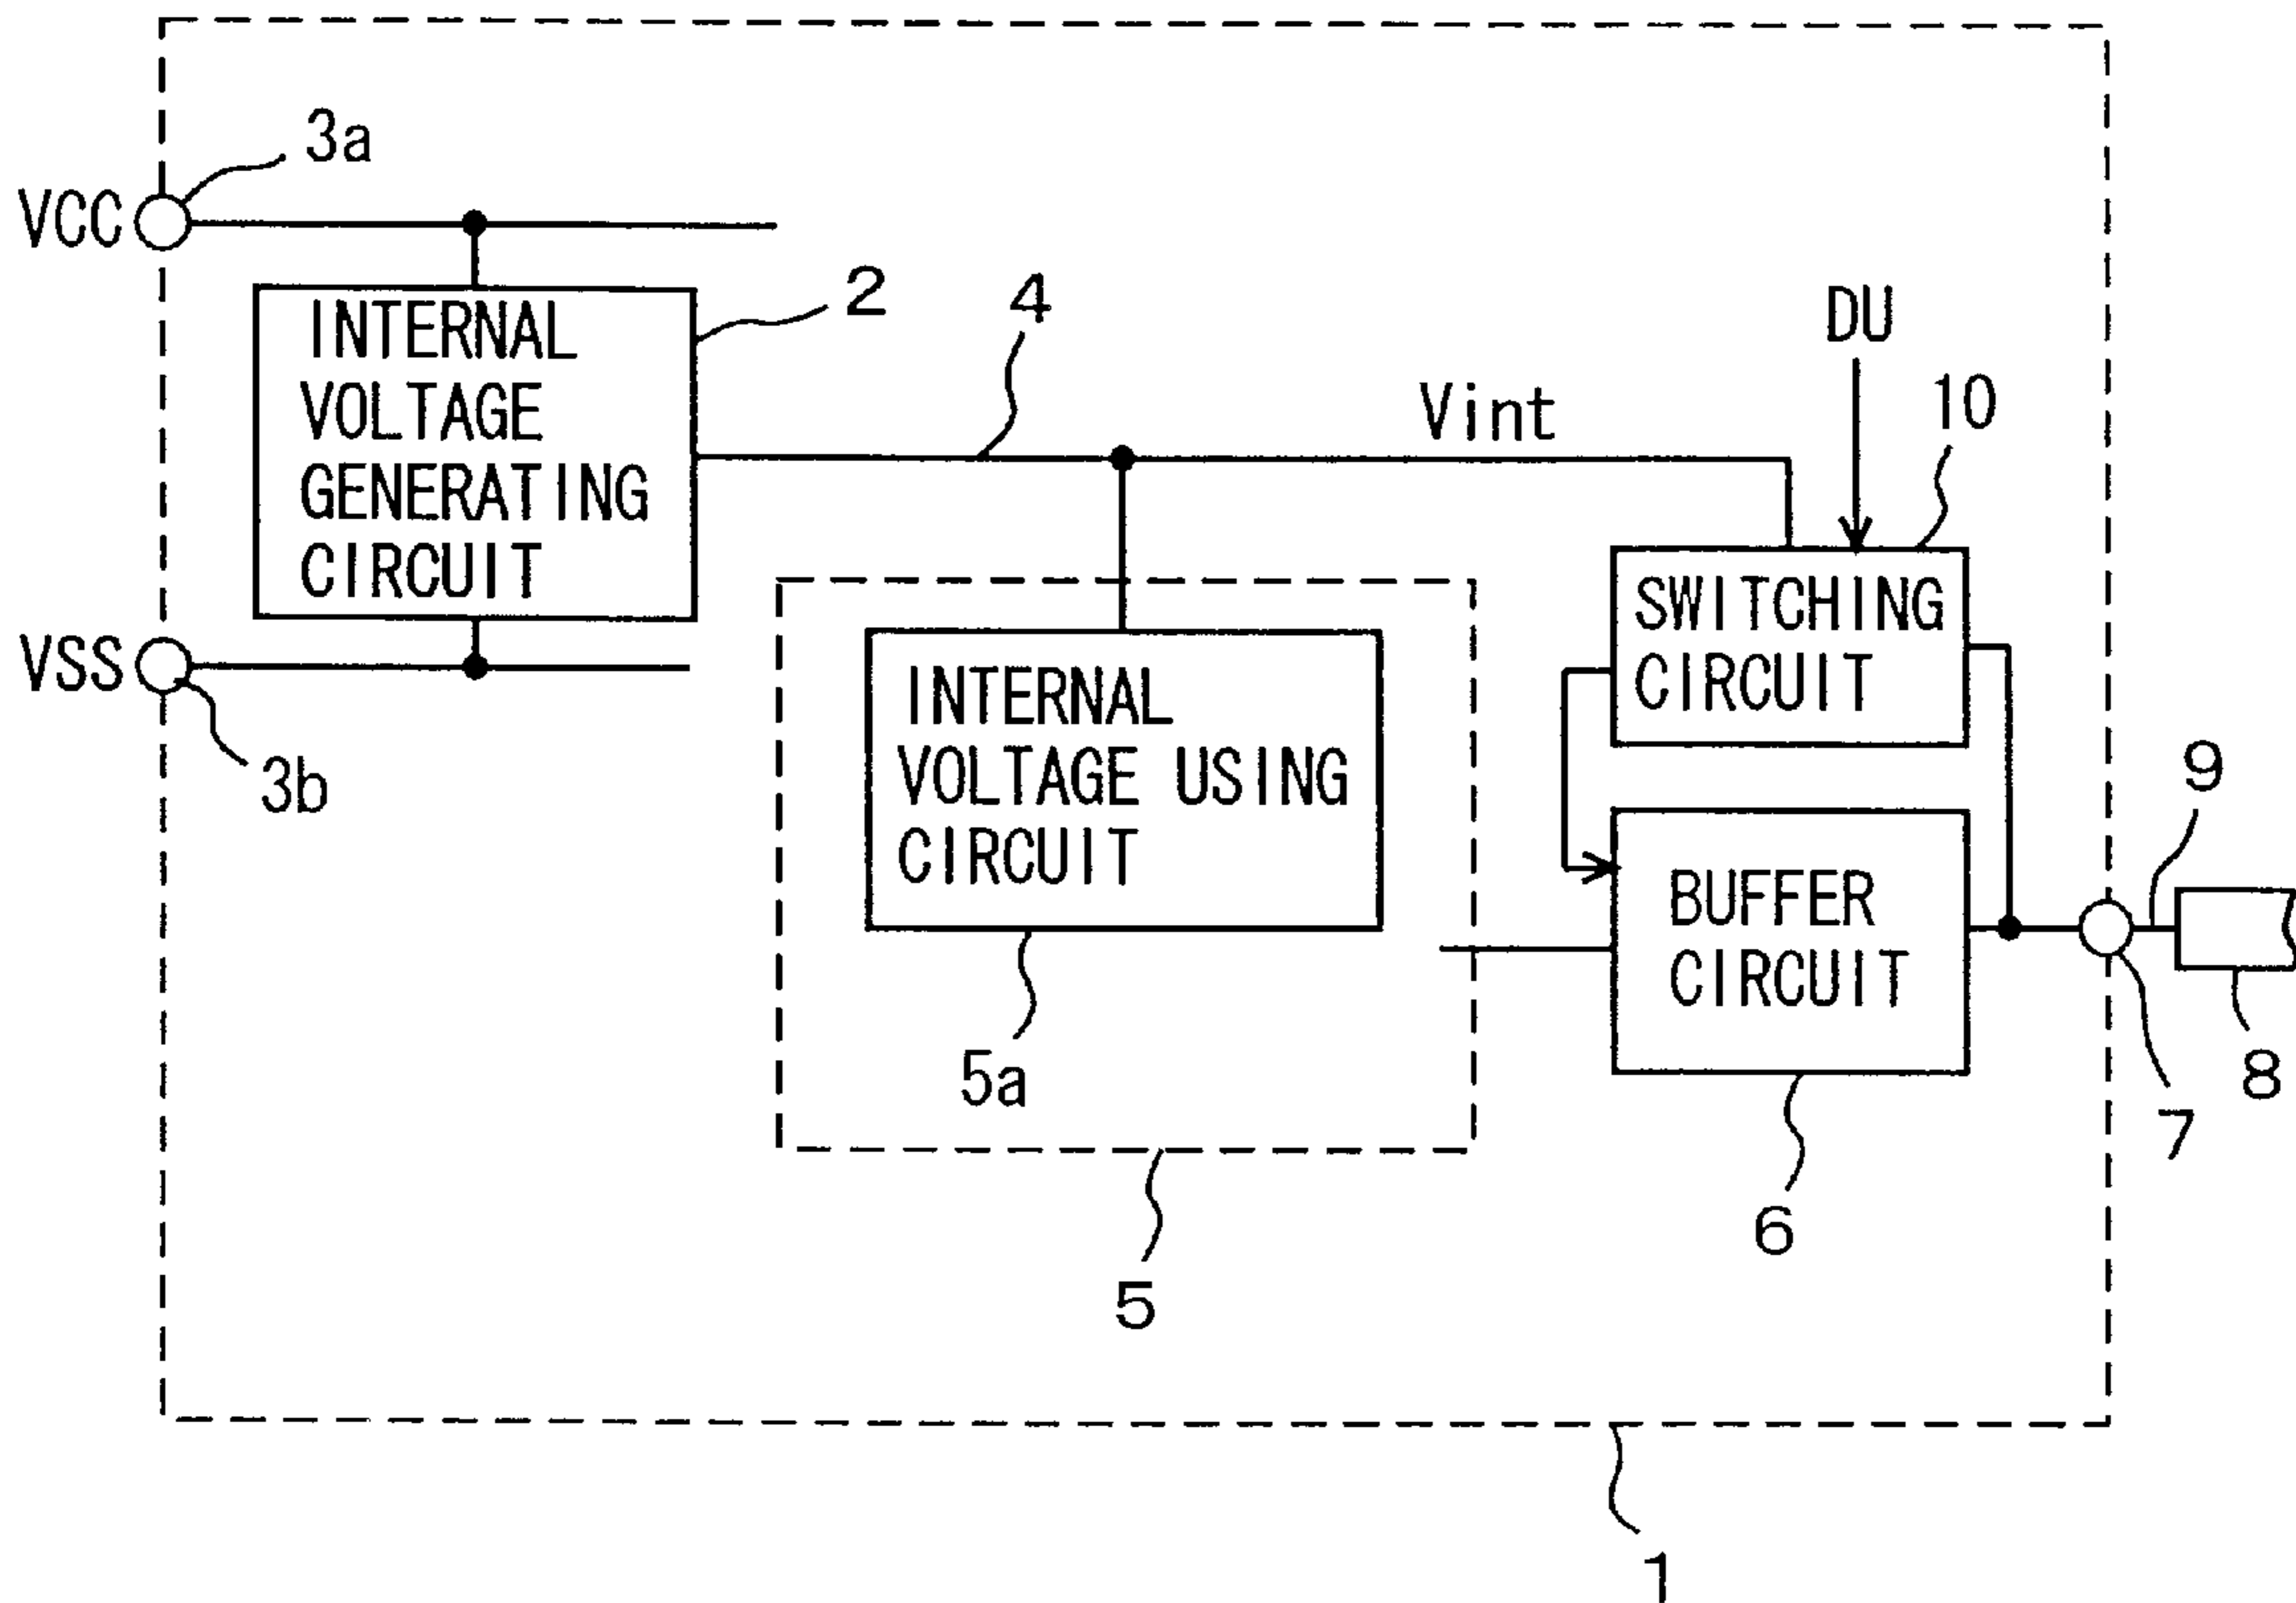 3a
VCC
INTERNAL
VOLTAGE
GENERATING
CIRCUIT
2
4
Vint
DU
10
SWITCHING
CIRCUIT
VSS
3b
INTERNAL
VOLTAGE USING
CIRCUIT
5a
5
BUFFER
CIRCUIT
6
9
8
7
1